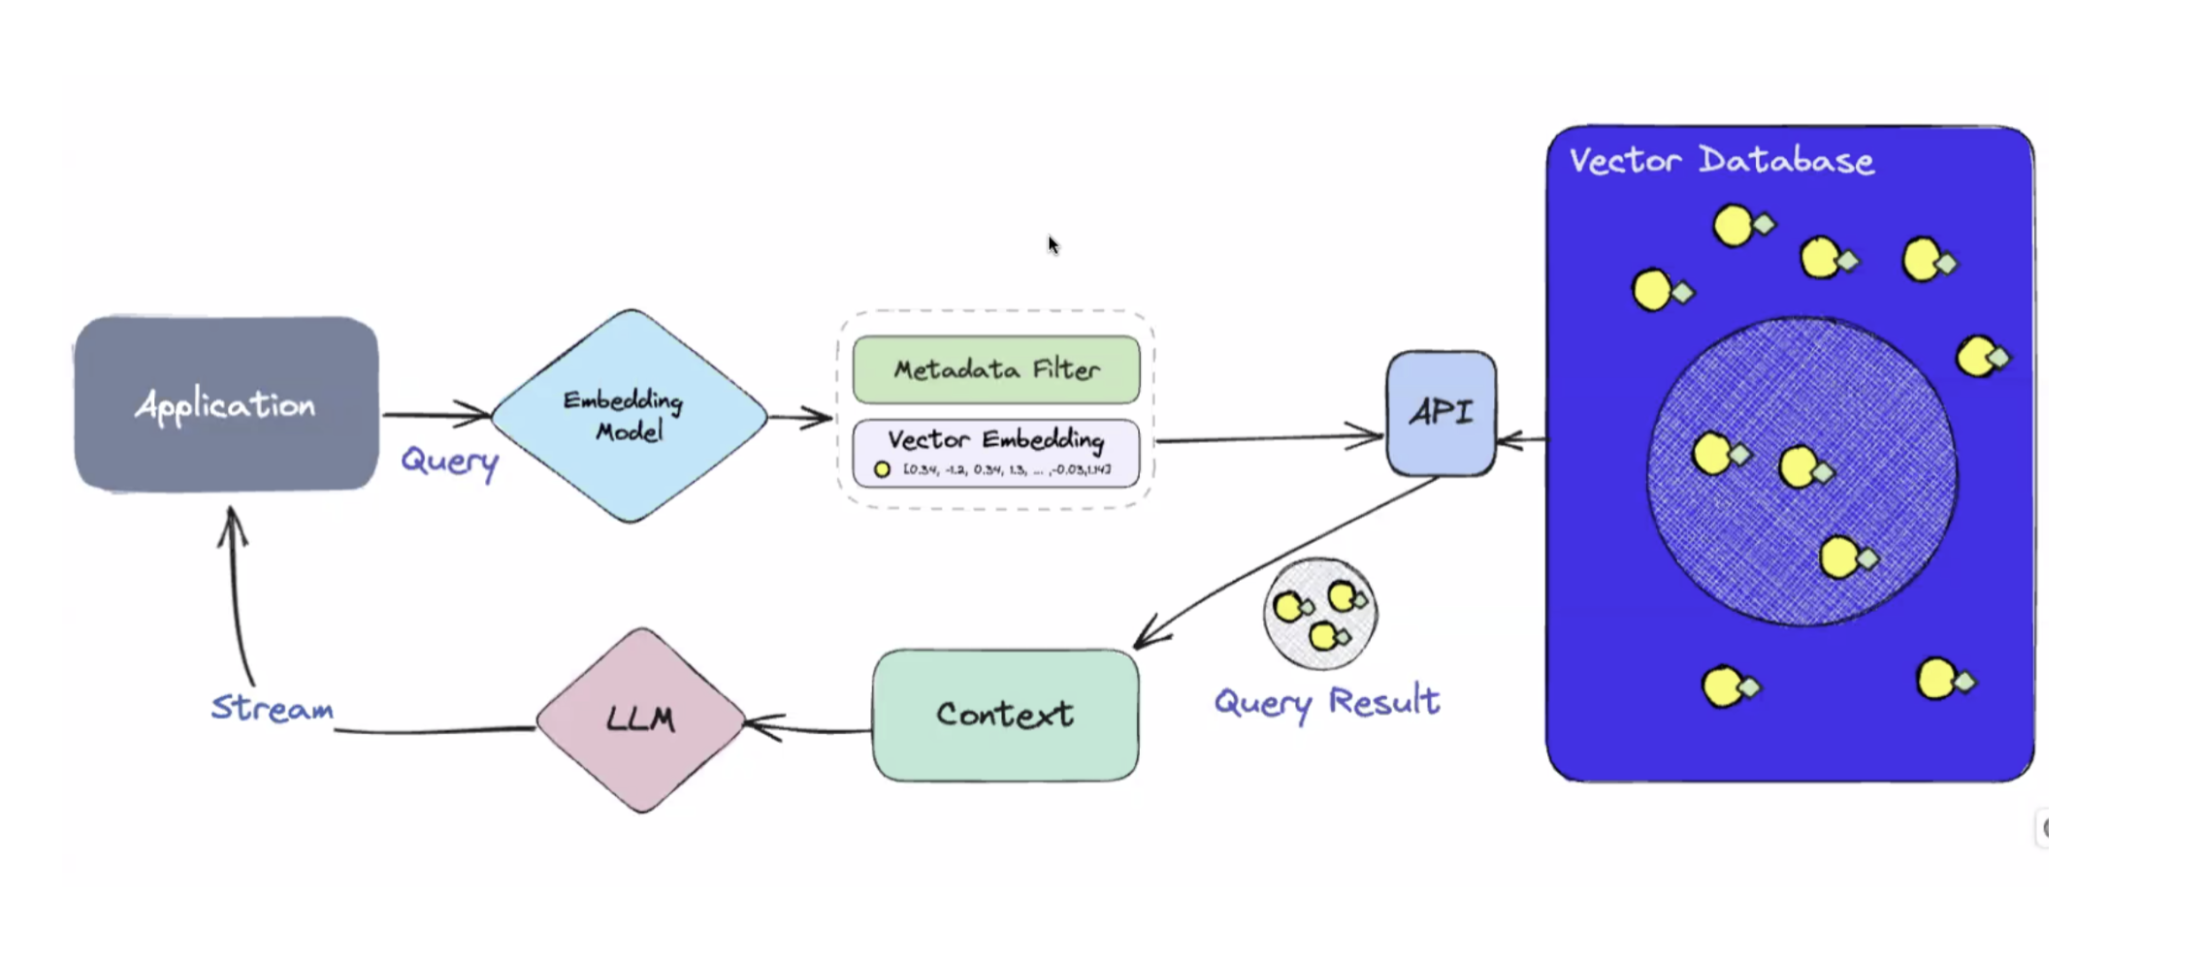 Vector Database
Metadata Filter
Application
Embedding
Model
Query
Vector Embedding
[0.34, -1.2, 0.34, 1.3, ... ,-0.03,1.14]
API
Stream
LLM
Context
Query Result